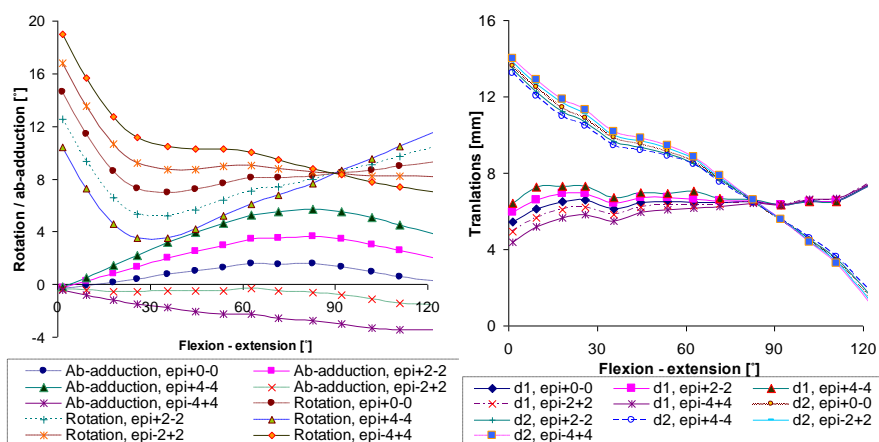 20
16
12
8
4
0
-4
0
30
60
90
120
Rotation / ab-adduction [°]
Flexion - extension [°]
Ab-adduction, epi+0-0
Ab-adduction, epi+2-2
Ab-adduction, epi+4-4
Ab-adduction, epi-2+2
Ab-adduction, epi-4+4
Rotation, epi+0-0
Rotation, epi+2-2
Rotation, epi+4-4
Rotation, epi-2+2
Rotation, epi-4+4
16
12
8
4
0
0
30
60
90
120
Tranlations [mm]
Flexion - extension [°]
d1, epi+0-0
d1, epi+2-2
d1, epi+4-4
d1, epi-2+2
d1, epi-4+4
d2, epi+0-0
d2, epi+2-2
d2, epi+4-4
d2, epi-2+2
d2, epi-4+4